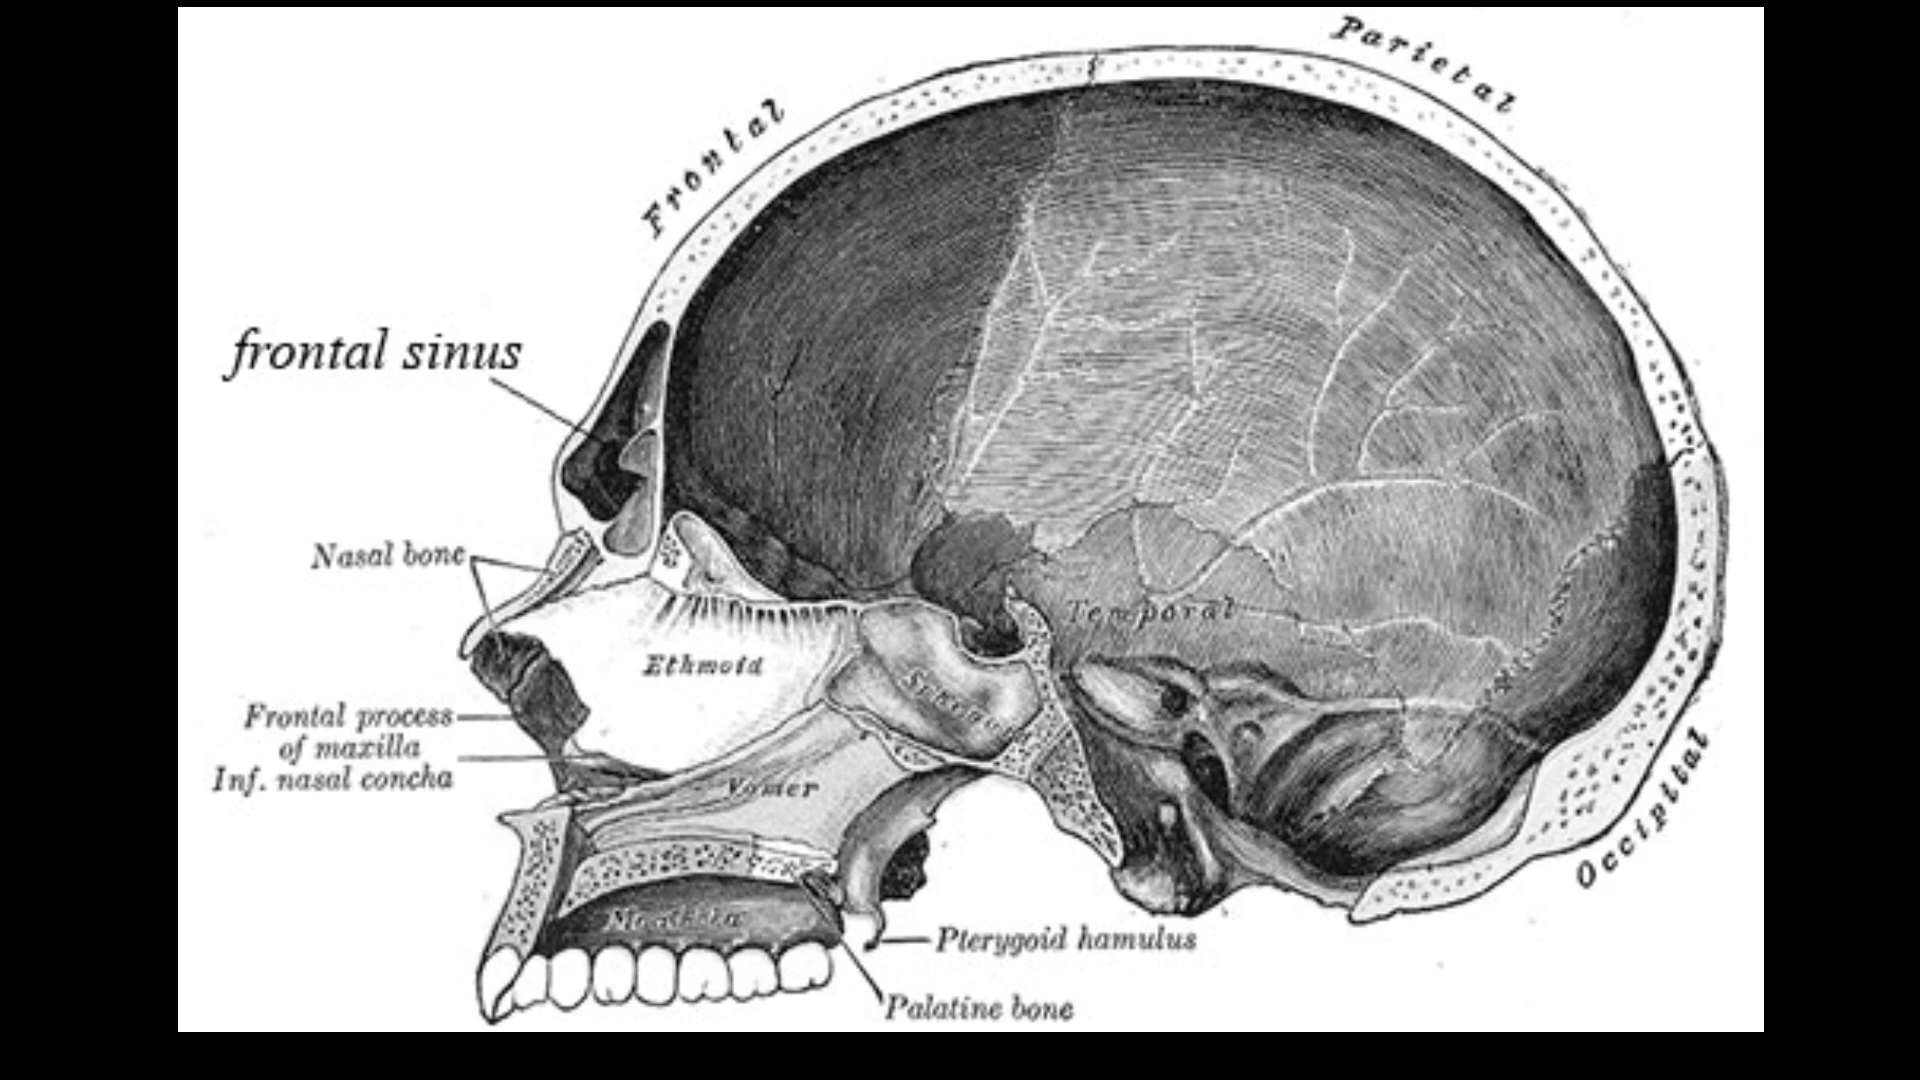 Parietal
Frontal
frontal sinus
Nasal bone
Temporal
Ethmoid
Frontal process
of maxilla
Inf. nasal concha
Vomer
Occipital
Pterygoid hamulus
Palatine bone